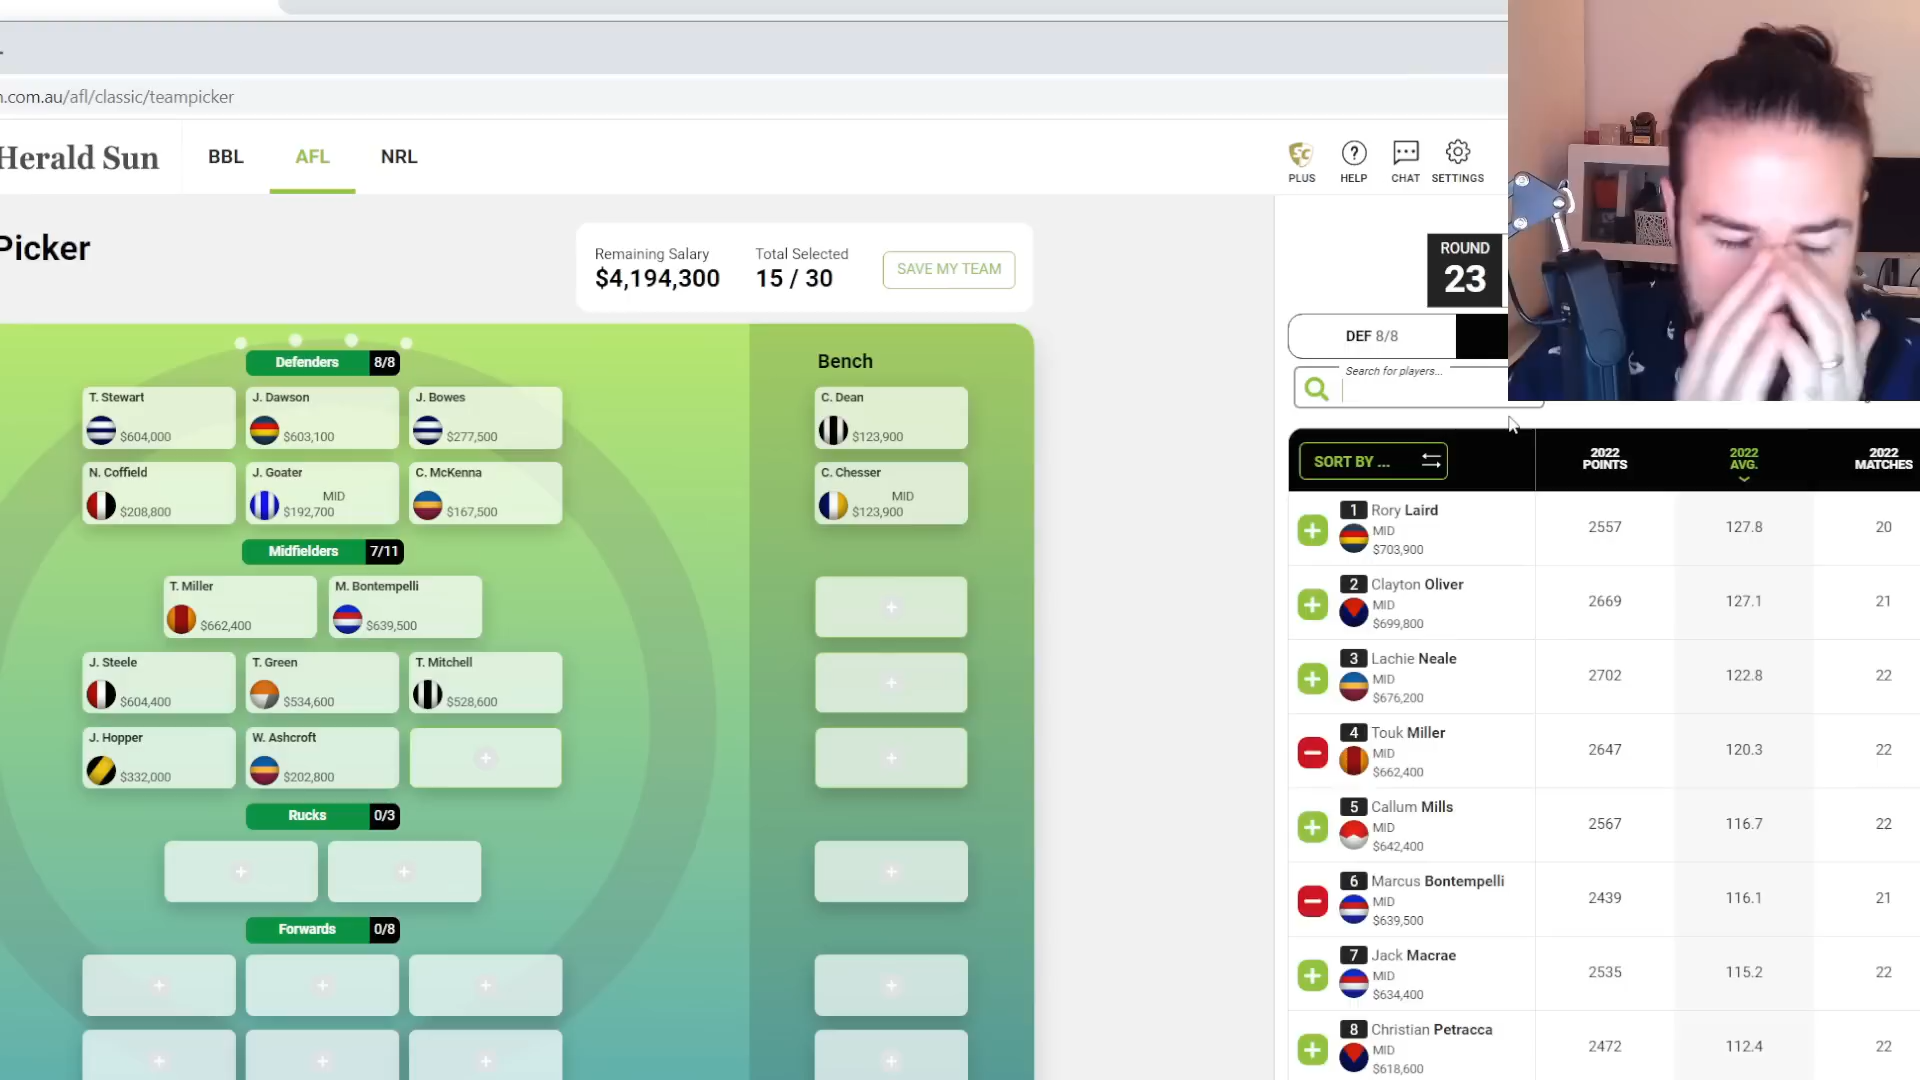 n.com.au/afl/classic/teampicker
Herald Sun
BBL
AFL
NRL
PLUS
HELP
CHAT
SETTINGS
Picker
Remaining Salary
$4,194,300
Total Selected
15 / 30
SAVE MY TEAM
ROUND
23
DEF 8/8
Search for players...
Defenders 8/8
Bench
T. Stewart
$604,000
J. Dawson
$603,100
J. Bowes
$277,500
C. Dean
$123,900
N. Coffield
$208,800
J. Goater
MID
$192,700
C. McKenna
$167,500
C. Chesser
MID
$123,900
Midfielders 7/11
T. Miller
$662,400
M. Bontempelli
$639,500
J. Steele
$604,400
T. Green
$534,600
T. Mitchell
$528,600
J. Hopper
$332,000
W. Ashcroft
$202,800
Rucks 0/3
Forwards 0/8
SORT BY ...
2022 POINTS
2022 AVG.
2022 MATCHES
1 Rory Laird
MID
$703,900
2557
127.8
20
2 Clayton Oliver
MID
$699,800
2669
127.1
21
3 Lachie Neale
MID
$676,200
2702
122.8
22
4 Touk Miller
MID
$662,400
2647
120.3
22
5 Callum Mills
MID
$642,400
2567
116.7
22
6 Marcus Bontempelli
MID
$639,500
2439
116.1
21
7 Jack Macrae
MID
$634,400
2535
115.2
22
8 Christian Petracca
MID
$618,600
2472
112.4
22